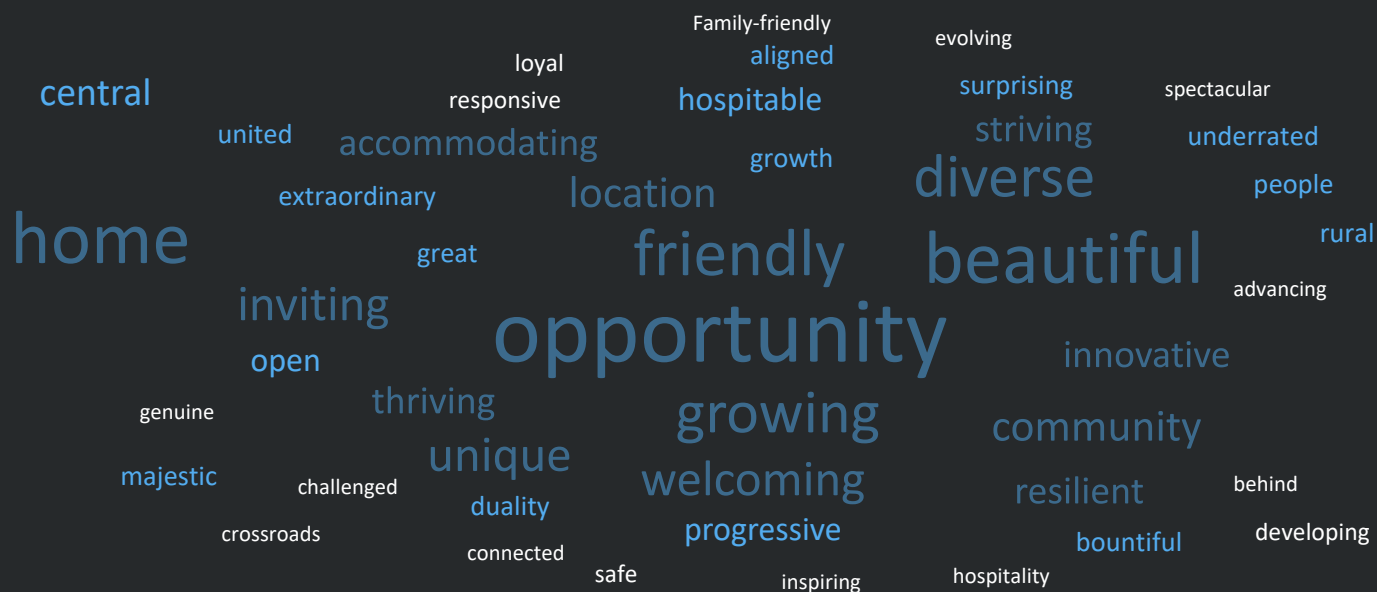 Family-friendly
evolving
loyal
aligned
central
responsive
hospitable
surprising
spectacular
united
accommodating
growth
striving
underrated
extraordinary
location
diverse
people
home
great
friendly
beautiful
rural
inviting
advancing
opportunity
open
innovative
genuine
thriving
growing
community
majestic
challenged
unique
welcoming
resilient
behind
duality
crossroads
progressive
bountiful
developing
connected
safe
inspiring
hospitality